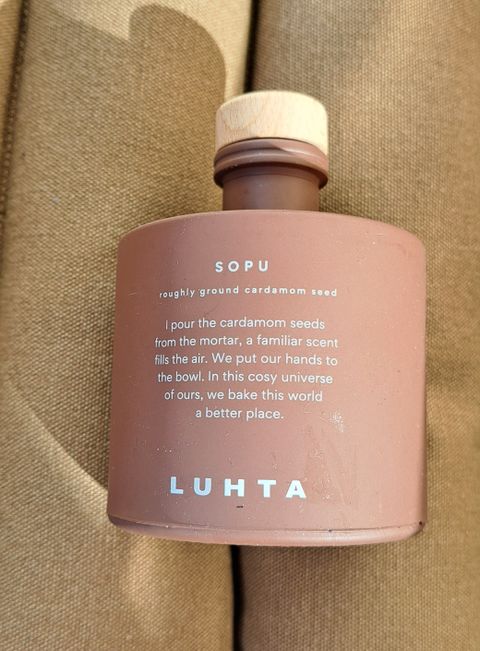 SOPU
roughly ground cardamom seed
I pour the cardamom seeds
from the mortar, a familiar scent
fills the air. We put our hands to
the bowl. In this cosy universe
of ours, we bake this world
a better place.
LUHTA